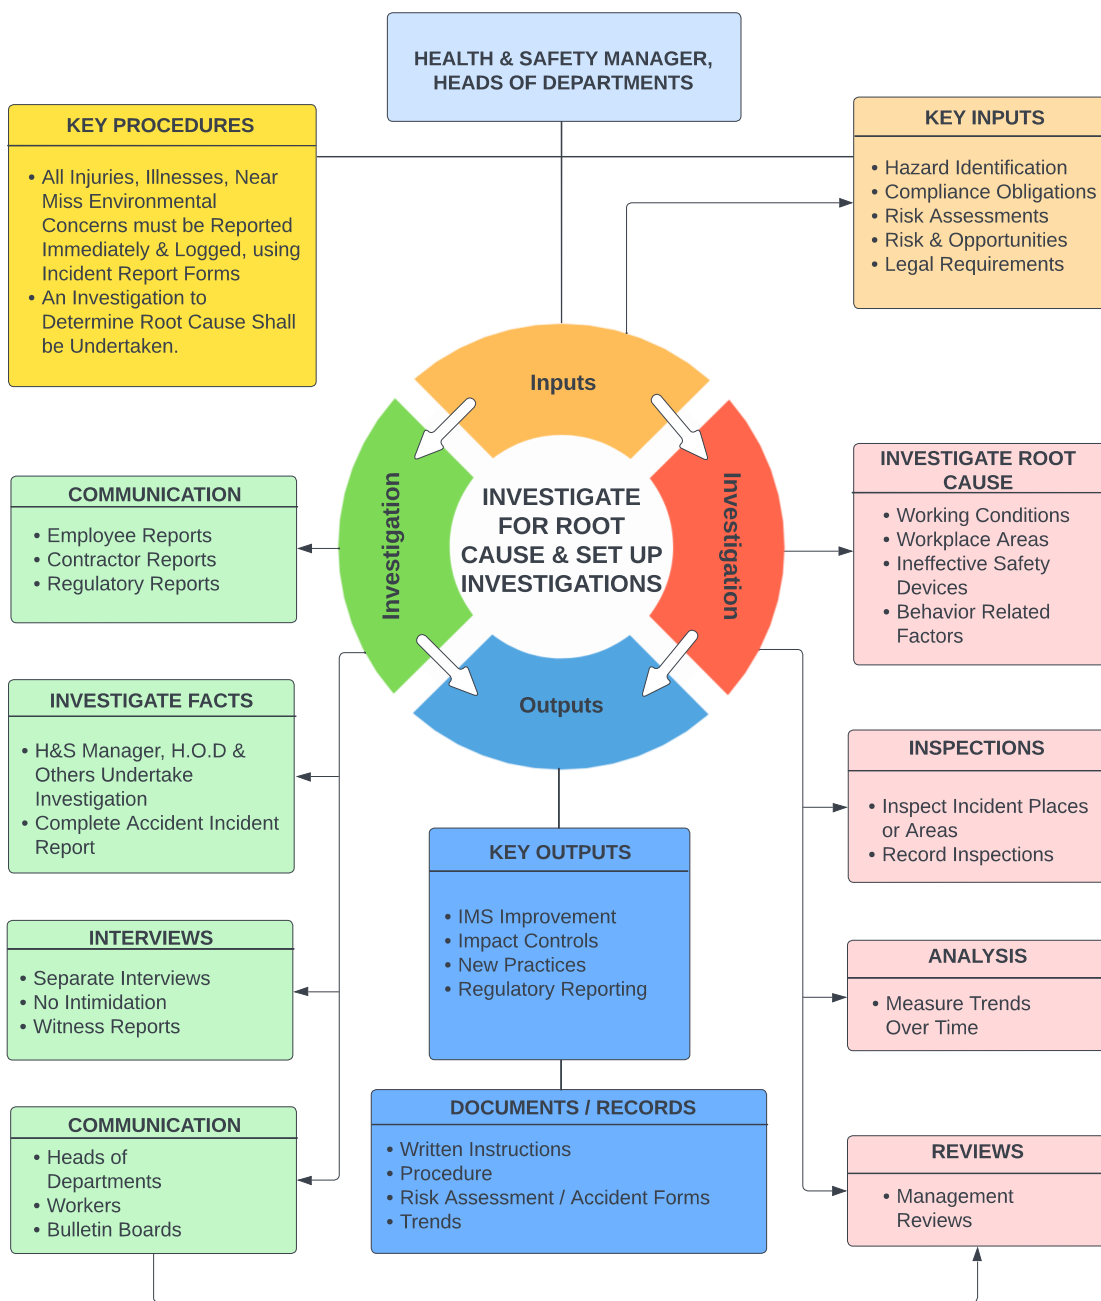 HEALTH & SAFETY MANAGER,
HEADS OF DEPARTMENTS
KEY PROCEDURES
• All Injuries, Illnesses, Near
Miss Environmental
Concerns must be Reported
Immediately & Logged, using
Incident Report Forms
• An Investigation to
Determine Root Cause Shall
be Undertaken.
KEY INPUTS
• Hazard Identification
• Compliance Obligations
• Risk Assessments
• Risk & Opportunities
• Legal Requirements
Inputs
Investigation
Investigation
Outputs
INVESTIGATE
FOR ROOT
CAUSE & SET UP
INVESTIGATIONS
COMMUNICATION
• Employee Reports
• Contractor Reports
• Regulatory Reports
INVESTIGATE ROOT
CAUSE
• Working Conditions
• Workplace Areas
• Ineffective Safety
Devices
• Behavior Related
Factors
INVESTIGATE FACTS
• H&S Manager, H.O.D &
Others Undertake
Investigation
• Complete Accident Incident
Report
INSPECTIONS
• Inspect Incident Places
or Areas
• Record Inspections
KEY OUTPUTS
• IMS Improvement
• Impact Controls
• New Practices
• Regulatory Reporting
INTERVIEWS
• Separate Interviews
• No Intimidation
• Witness Reports
ANALYSIS
• Measure Trends
Over Time
DOCUMENTS / RECORDS
• Written Instructions
• Procedure
• Risk Assessment / Accident Forms
• Trends
COMMUNICATION
• Heads of
Departments
• Workers
• Bulletin Boards
REVIEWS
• Management
Reviews